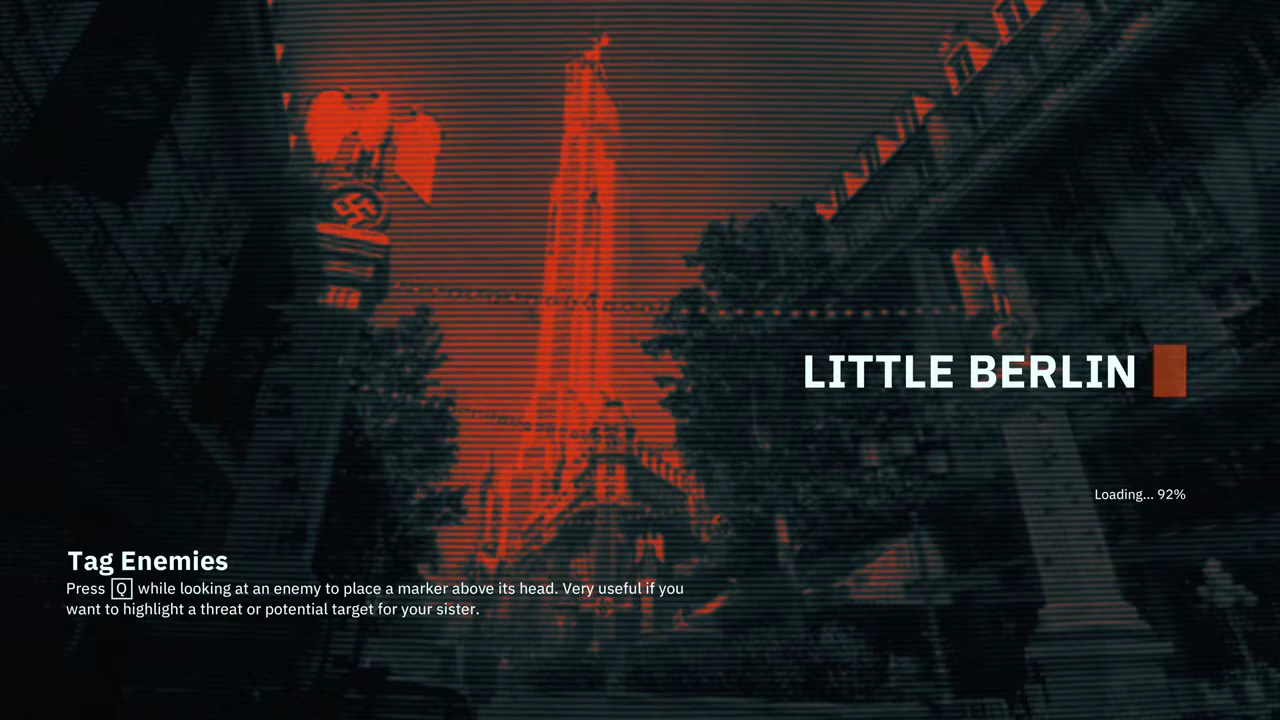 LITTLE BERLIN
Loading... 92%
Tag Enemies
Press Q while looking at an enemy to place a marker above its head. Very useful if you
want to highlight a threat or potential target for your sister.